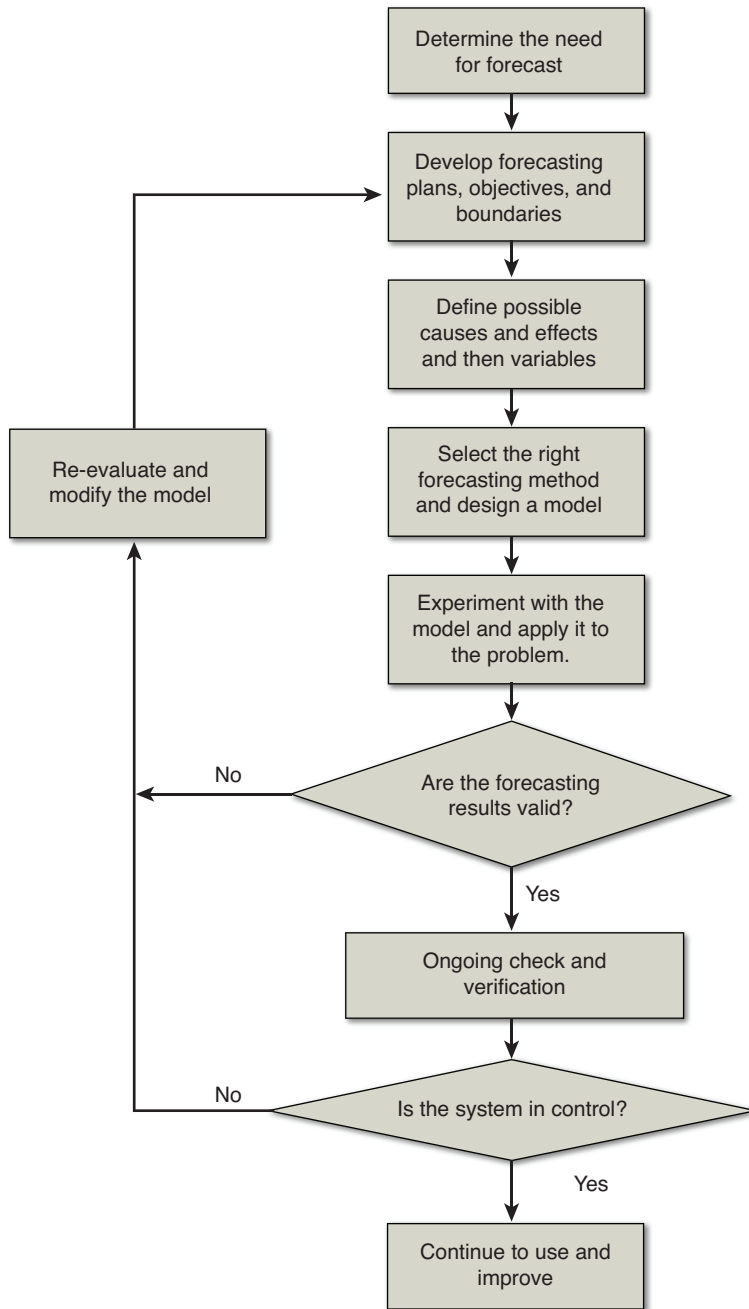 Determine the need
for forecast
Develop forecasting
plans, objectives, and
boundaries
Define possible
causes and effects
and then variables
Re-evaluate and
modify the model
Select the right
forecasting method
and design a model
Experiment with the
model and apply it to
the problem.
No
Are the forecasting
results valid?
Yes
Ongoing check and
verification
No
Is the system in control?
Yes
Continue to use and
improve